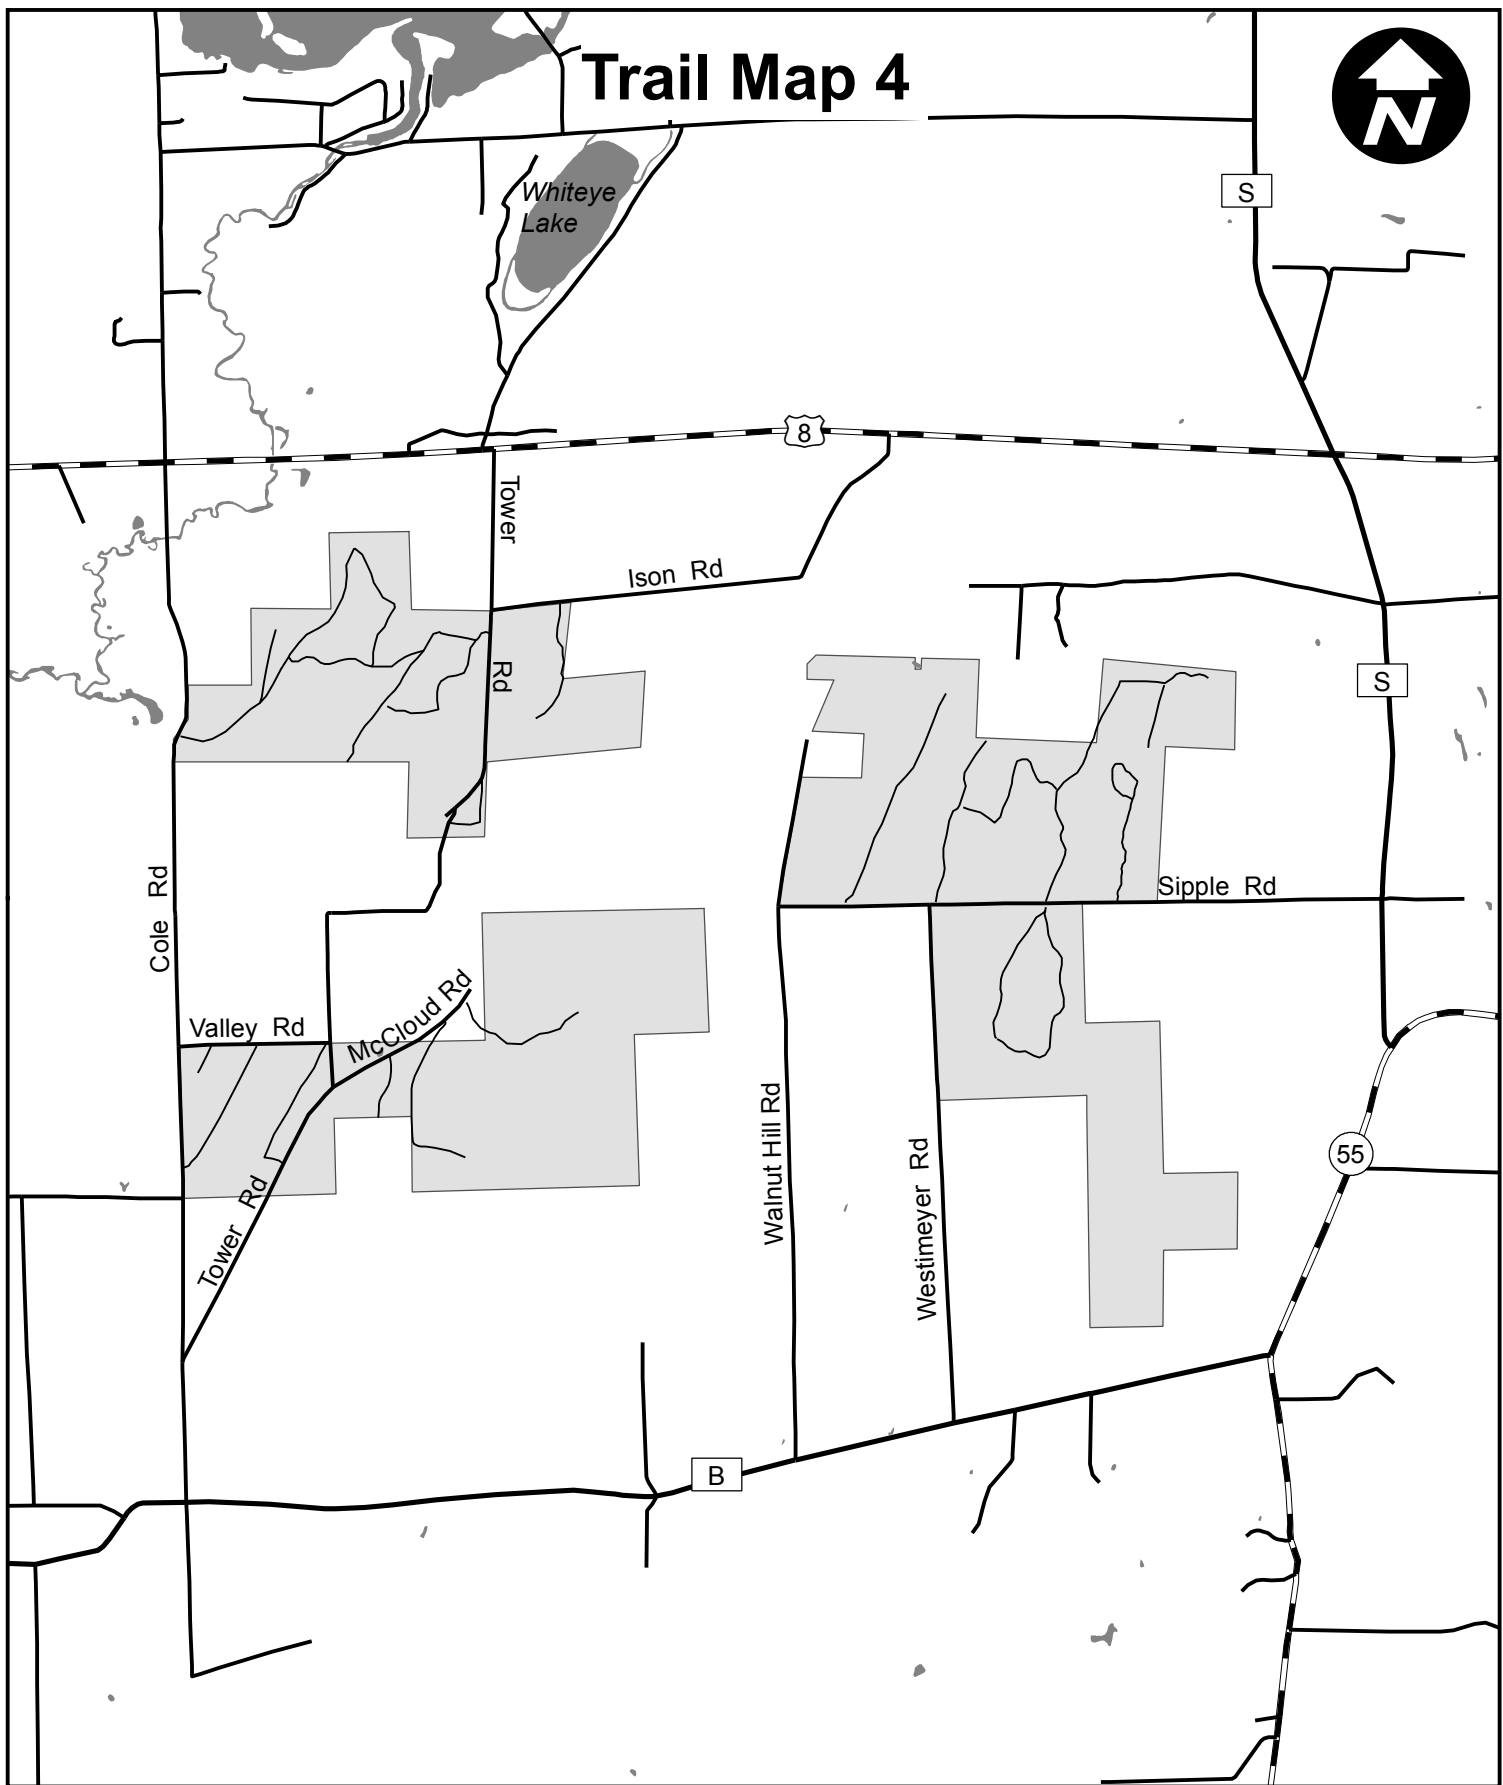 Trail Map 4
N
S
Whiteye
Lake
8
Tower
Rd
Ison Rd
S
Cole Rd
Sipple Rd
Valley Rd
McCloud Rd
Walnut Hill Rd
Westimeyer Rd
55
Tower Rd
B